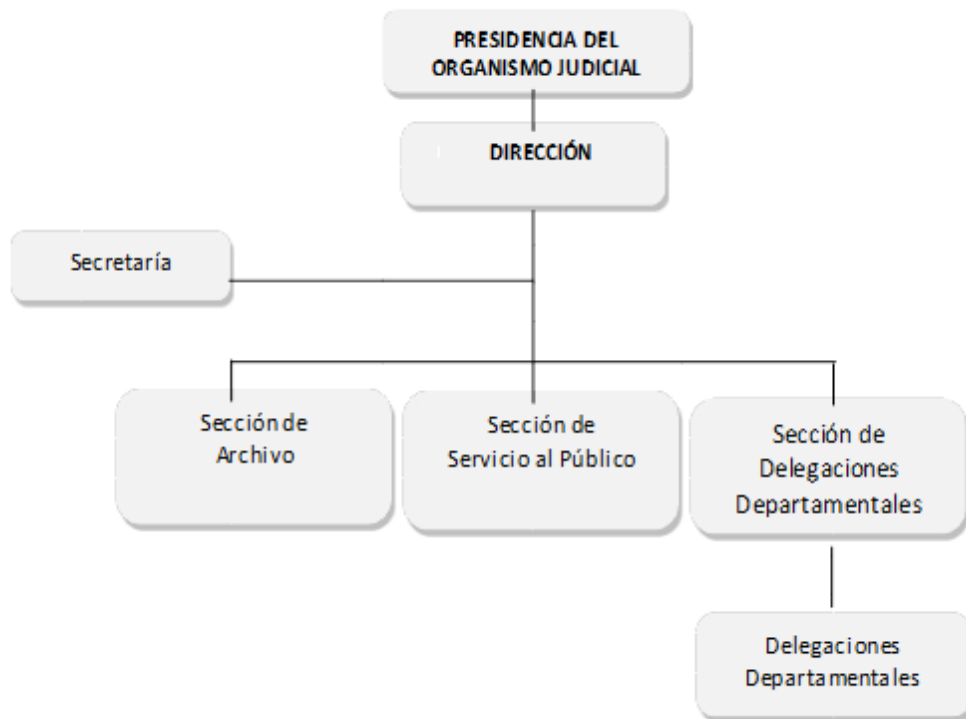 PRESIDENCIA DEL
ORGANISMO JUDICIAL
DIRECCIÓN
Secretaría
Sección de
Archivo
Sección de
Servicio al Público
Sección de
Delegaciones
Departamentales
Delegaciones
Departamentales